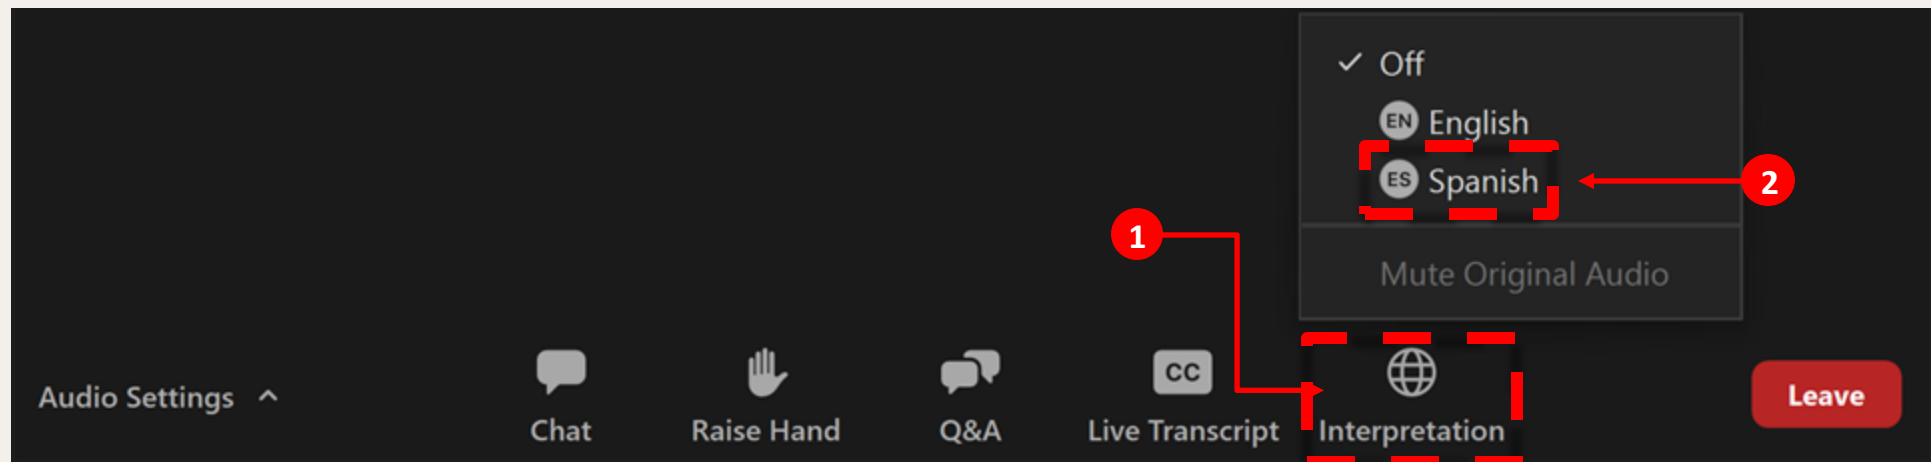 Off
EN English
ES Spanish
2
1
Mute Original Audio
CC
Audio Settings
Chat
Raise Hand
Q&A
Live Transcript
Interpretation
Leave